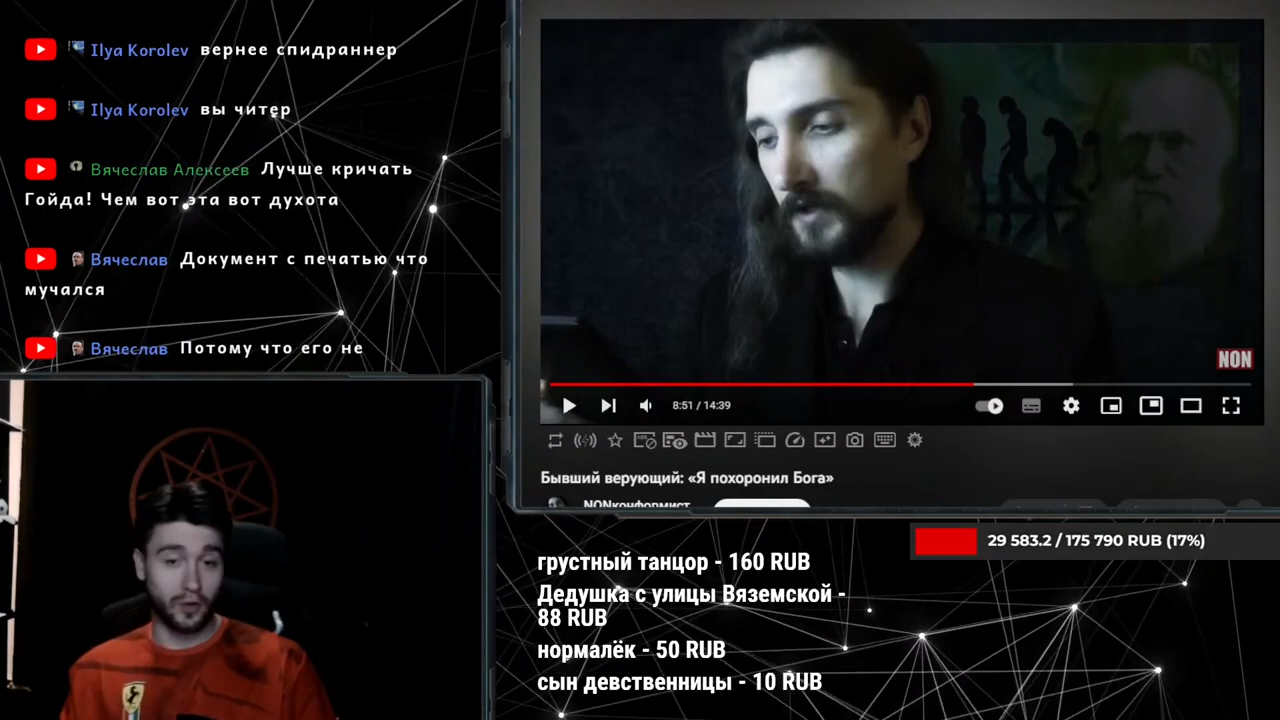 Ilya Korolev вернее спидраннер
Ilya Korolev вы читер
Вячеслав Алексеев Лучше кричать
Гойда! Чем вот эта вот духота
Вячеслав Документ с печатью что
мучался
Вячеслав Потому что его не
NON
8:51 / 14:39
Бывший верующий: «Я похоронил Бога»
NONконформист
29 583.2 / 175 790 RUB (17%)
грустный танцор - 160 RUB
Дедушка с улицы Вяземской -
88 RUB
нормалёк - 50 RUB
сын девственницы - 10 RUB